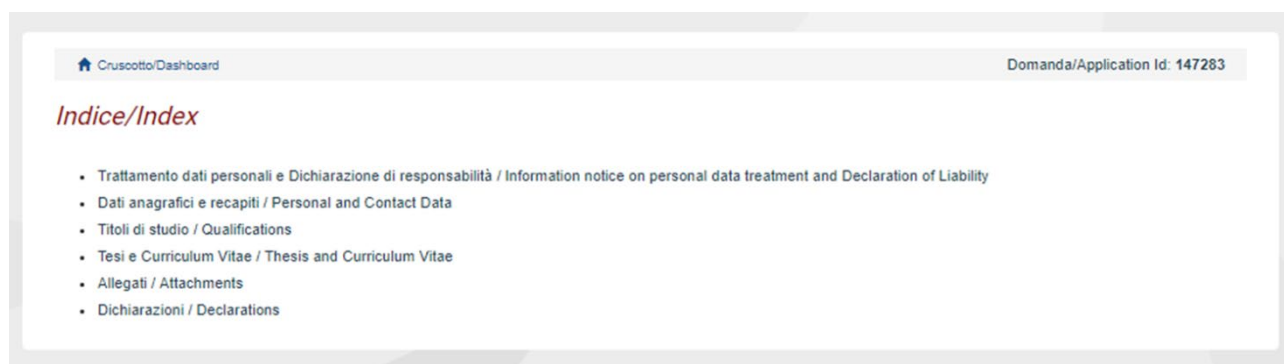 Cruscotto/Dashboard Domanda/Application Id: 147283
Indice/Index
• Trattamento dati personali e Dichiarazione di responsabilità / Information notice on personal data treatment and Declaration of Liability
• Dati anagrafici e recapiti / Personal and Contact Data
• Titoli di studio / Qualifications
• Tesi e Curriculum Vitae / Thesis and Curriculum Vitae
• Allegati / Attachments
• Dichiarazioni / Declarations